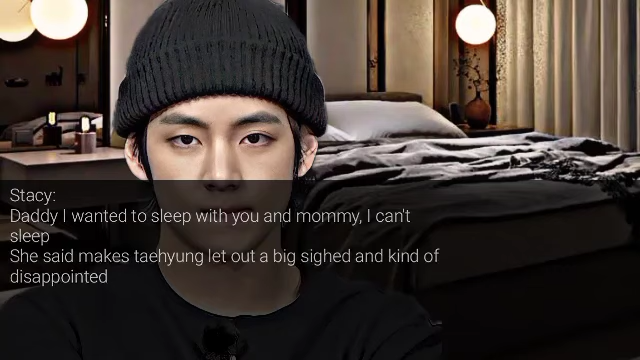 Stacy:
Daddy I wanted to sleep with you and mommy, I can't
sleep
She said makes taehyung let out a big sighed and kind of
disappointed